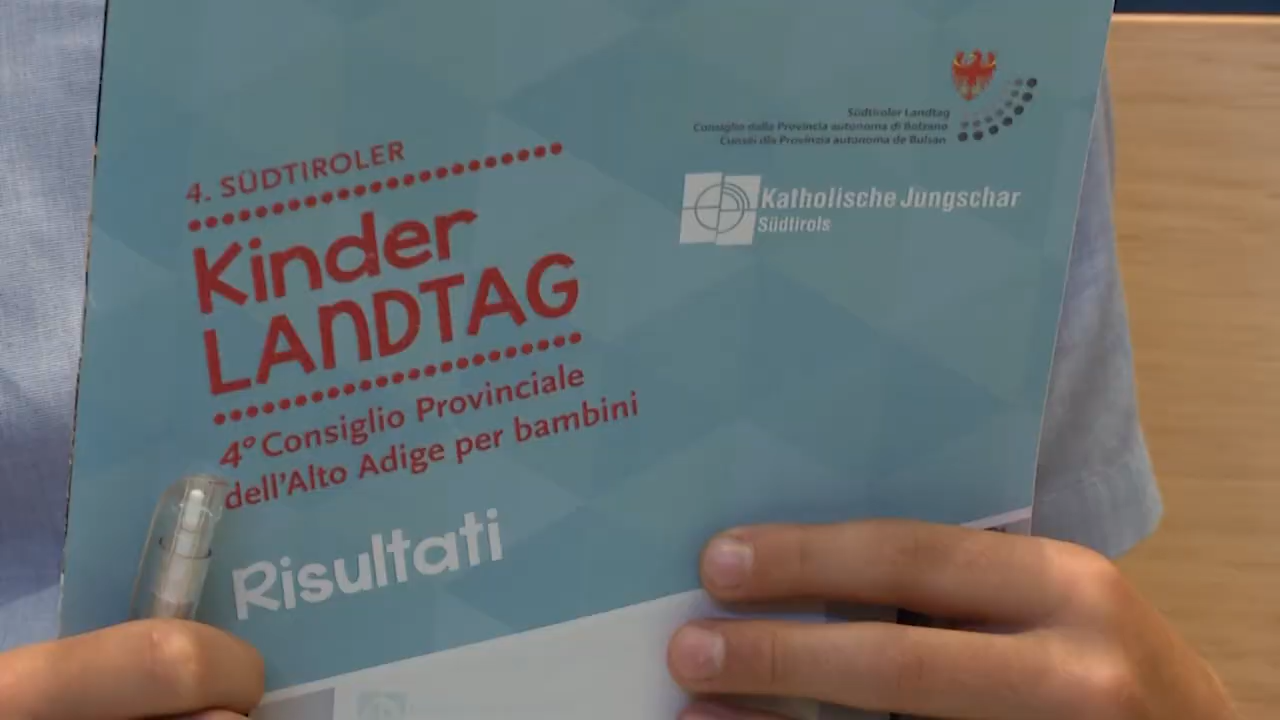 4. SÜDTIROLER
Kinder
LANDTAG
4° Consiglio Provinciale
dell'Alto Adige per bambini
Risultati
Südtiroler Landtag
Consiglio della Provincia autonoma di Bolzano
Cunsëi dla Provinzia autonoma de Bulsan
Katholische Jungschar
Südtirols